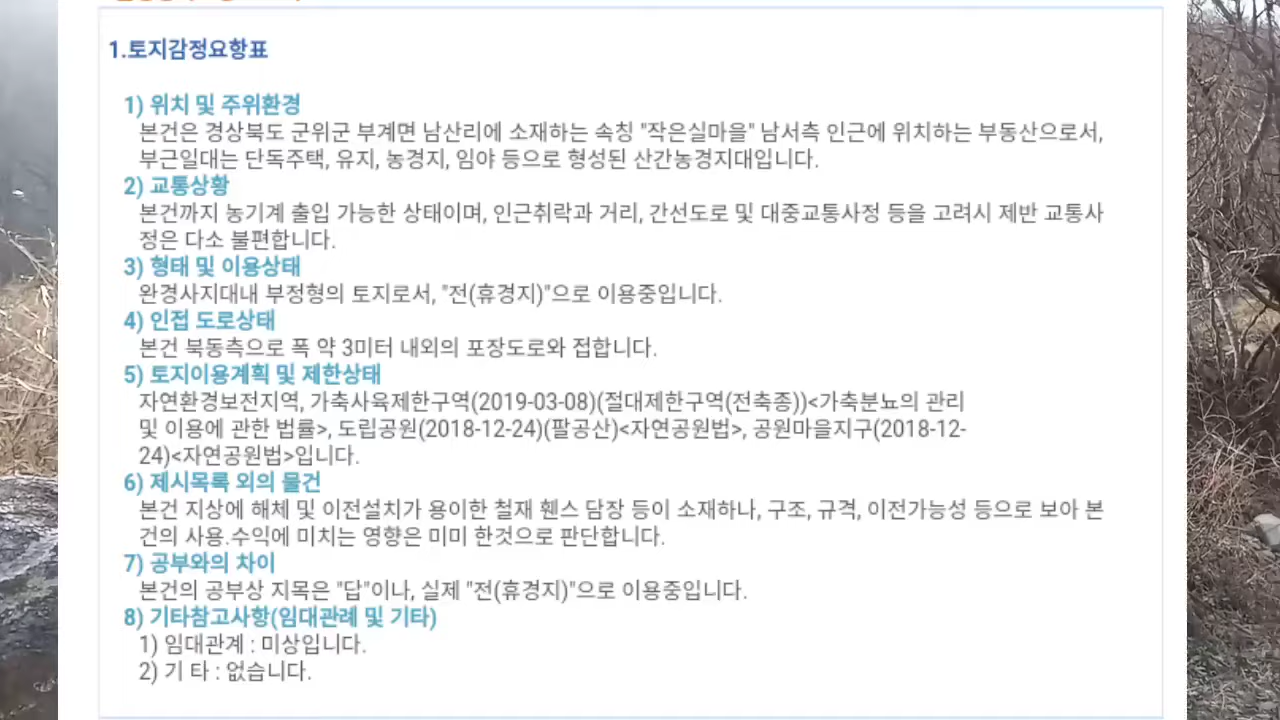 1.토지감정요항표
1) 위치 및 주위환경
본건은 경상북도 군위군 부계면 남산리에 소재하는 속칭 "작은실마을" 남서측 인근에 위치하는 부동산으로서,
부근일대는 단독주택, 유지, 농경지, 임야 등으로 형성된 산간농경지대입니다.
2) 교통상황
본건까지 농기계 출입 가능한 상태이며, 인근취락과 거리, 간선도로 및 대중교통사정 등을 고려시 제반 교통사
정은 다소 불편합니다.
3) 형태 및 이용상태
완경사지대내 부정형의 토지로서, "전(휴경지)"으로 이용중입니다.
4) 인접 도로상태
본건 북동측으로 폭 약 3미터 내외의 포장도로와 접합니다.
5) 토지이용계획 및 제한상태
자연환경보전지역, 가축사육제한구역(2019-03-08)(절대제한구역(전축종))<가축분뇨의 관리
및 이용에 관한 법률>, 도립공원(2018-12-24)(팔공산)<자연공원법>, 공원마을지구(2018-12-
24)<자연공원법>입니다.
6) 제시목록 외의 물건
본건 지상에 해체 및 이전설치가 용이한 철재 휀스 담장 등이 소재하나, 구조, 규격, 이전가능성 등으로 보아 본
건의 사용.수익에 미치는 영향은 미미 한것으로 판단합니다.
7) 공부와의 차이
본건의 공부상 지목은 "답"이나, 실제 "전(휴경지)"으로 이용중입니다.
8) 기타참고사항(임대관례 및 기타)
1) 임대관계 : 미상입니다.
2) 기 타 : 없습니다.